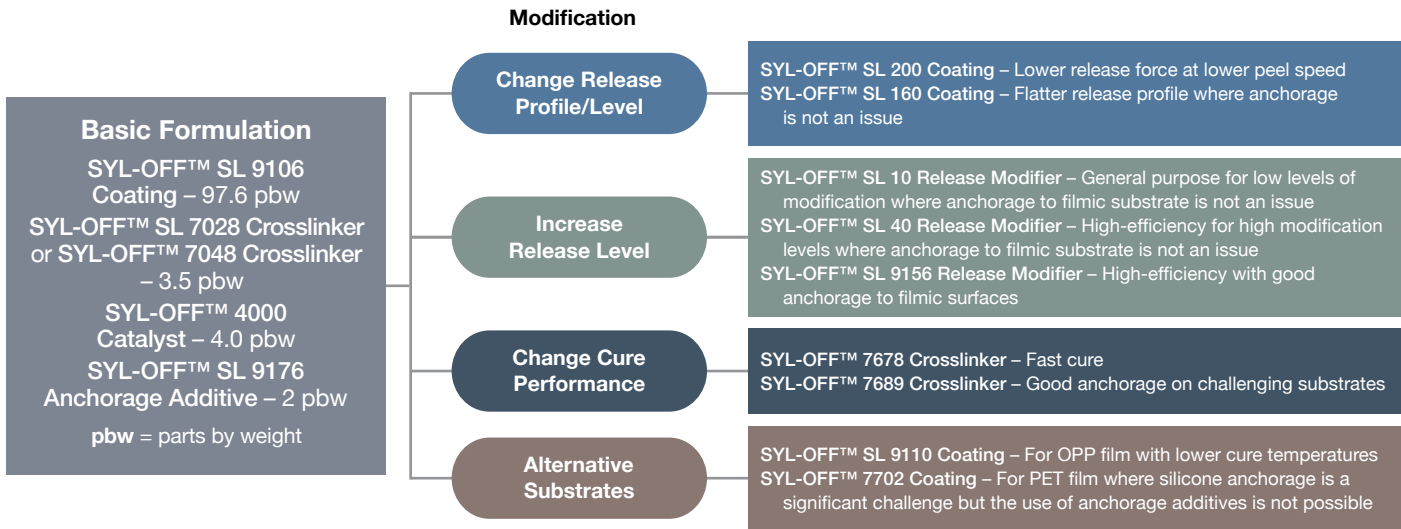 Modification
Basic Formulation
SYL-OFF™ SL 9106
Coating – 97.6 pbw
SYL-OFF™ SL 7028 Crosslinker
or SYL-OFF™ 7048 Crosslinker
– 3.5 pbw
SYL-OFF™ 4000
Catalyst – 4.0 pbw
SYL-OFF™ SL 9176
Anchorage Additive – 2 pbw
pbw = parts by weight
Change Release
Profile/Level
SYL-OFF™ SL 200 Coating – Lower release force at lower peel speed
SYL-OFF™ SL 160 Coating – Flatter release profile where anchorage
is not an issue
Increase
Release Level
SYL-OFF™ SL 10 Release Modifier – General purpose for low levels of
modification where anchorage to filmic substrate is not an issue
SYL-OFF™ SL 40 Release Modifier – High-efficiency for high modification
levels where anchorage to filmic substrate is not an issue
SYL-OFF™ SL 9156 Release Modifier – High-efficiency with good
anchorage to filmic surfaces
Change Cure
Performance
SYL-OFF™ 7678 Crosslinker – Fast cure
SYL-OFF™ 7689 Crosslinker – Good anchorage on challenging substrates
Alternative
Substrates
SYL-OFF™ SL 9110 Coating – For OPP film with lower cure temperatures
SYL-OFF™ 7702 Coating – For PET film where silicone anchorage is a
significant challenge but the use of anchorage additives is not possible